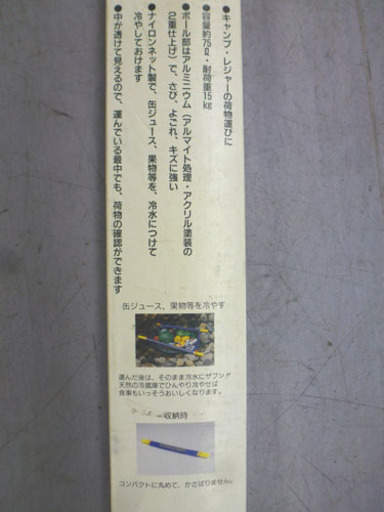 ●キャンプ・レジャーの荷物運びに
●容量約75ℓ・耐荷重15kg
●ポール部はアルミニウム(アルマイト処理・アクリル塗装の
2重仕上げ)で、さび、よごれ、キズに強い
●ナイロンネット製で、缶ジュース、果物等を、冷水につけて
冷やしておけます
●中が透けて見えるので、運んでいる最中でも、荷物の確認ができます
缶ジュース、果物等を冷やす
運んだ後は、そのまま冷水にザブン♪
天然の冷蔵庫でひんやり冷やせば
食事もいっそうおいしくなります。
収納時
コンパクトに丸めて、かさばりません。